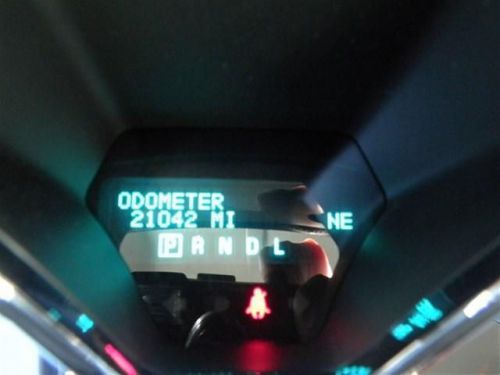 ODOMETER
21042 MI NE
P R N D L